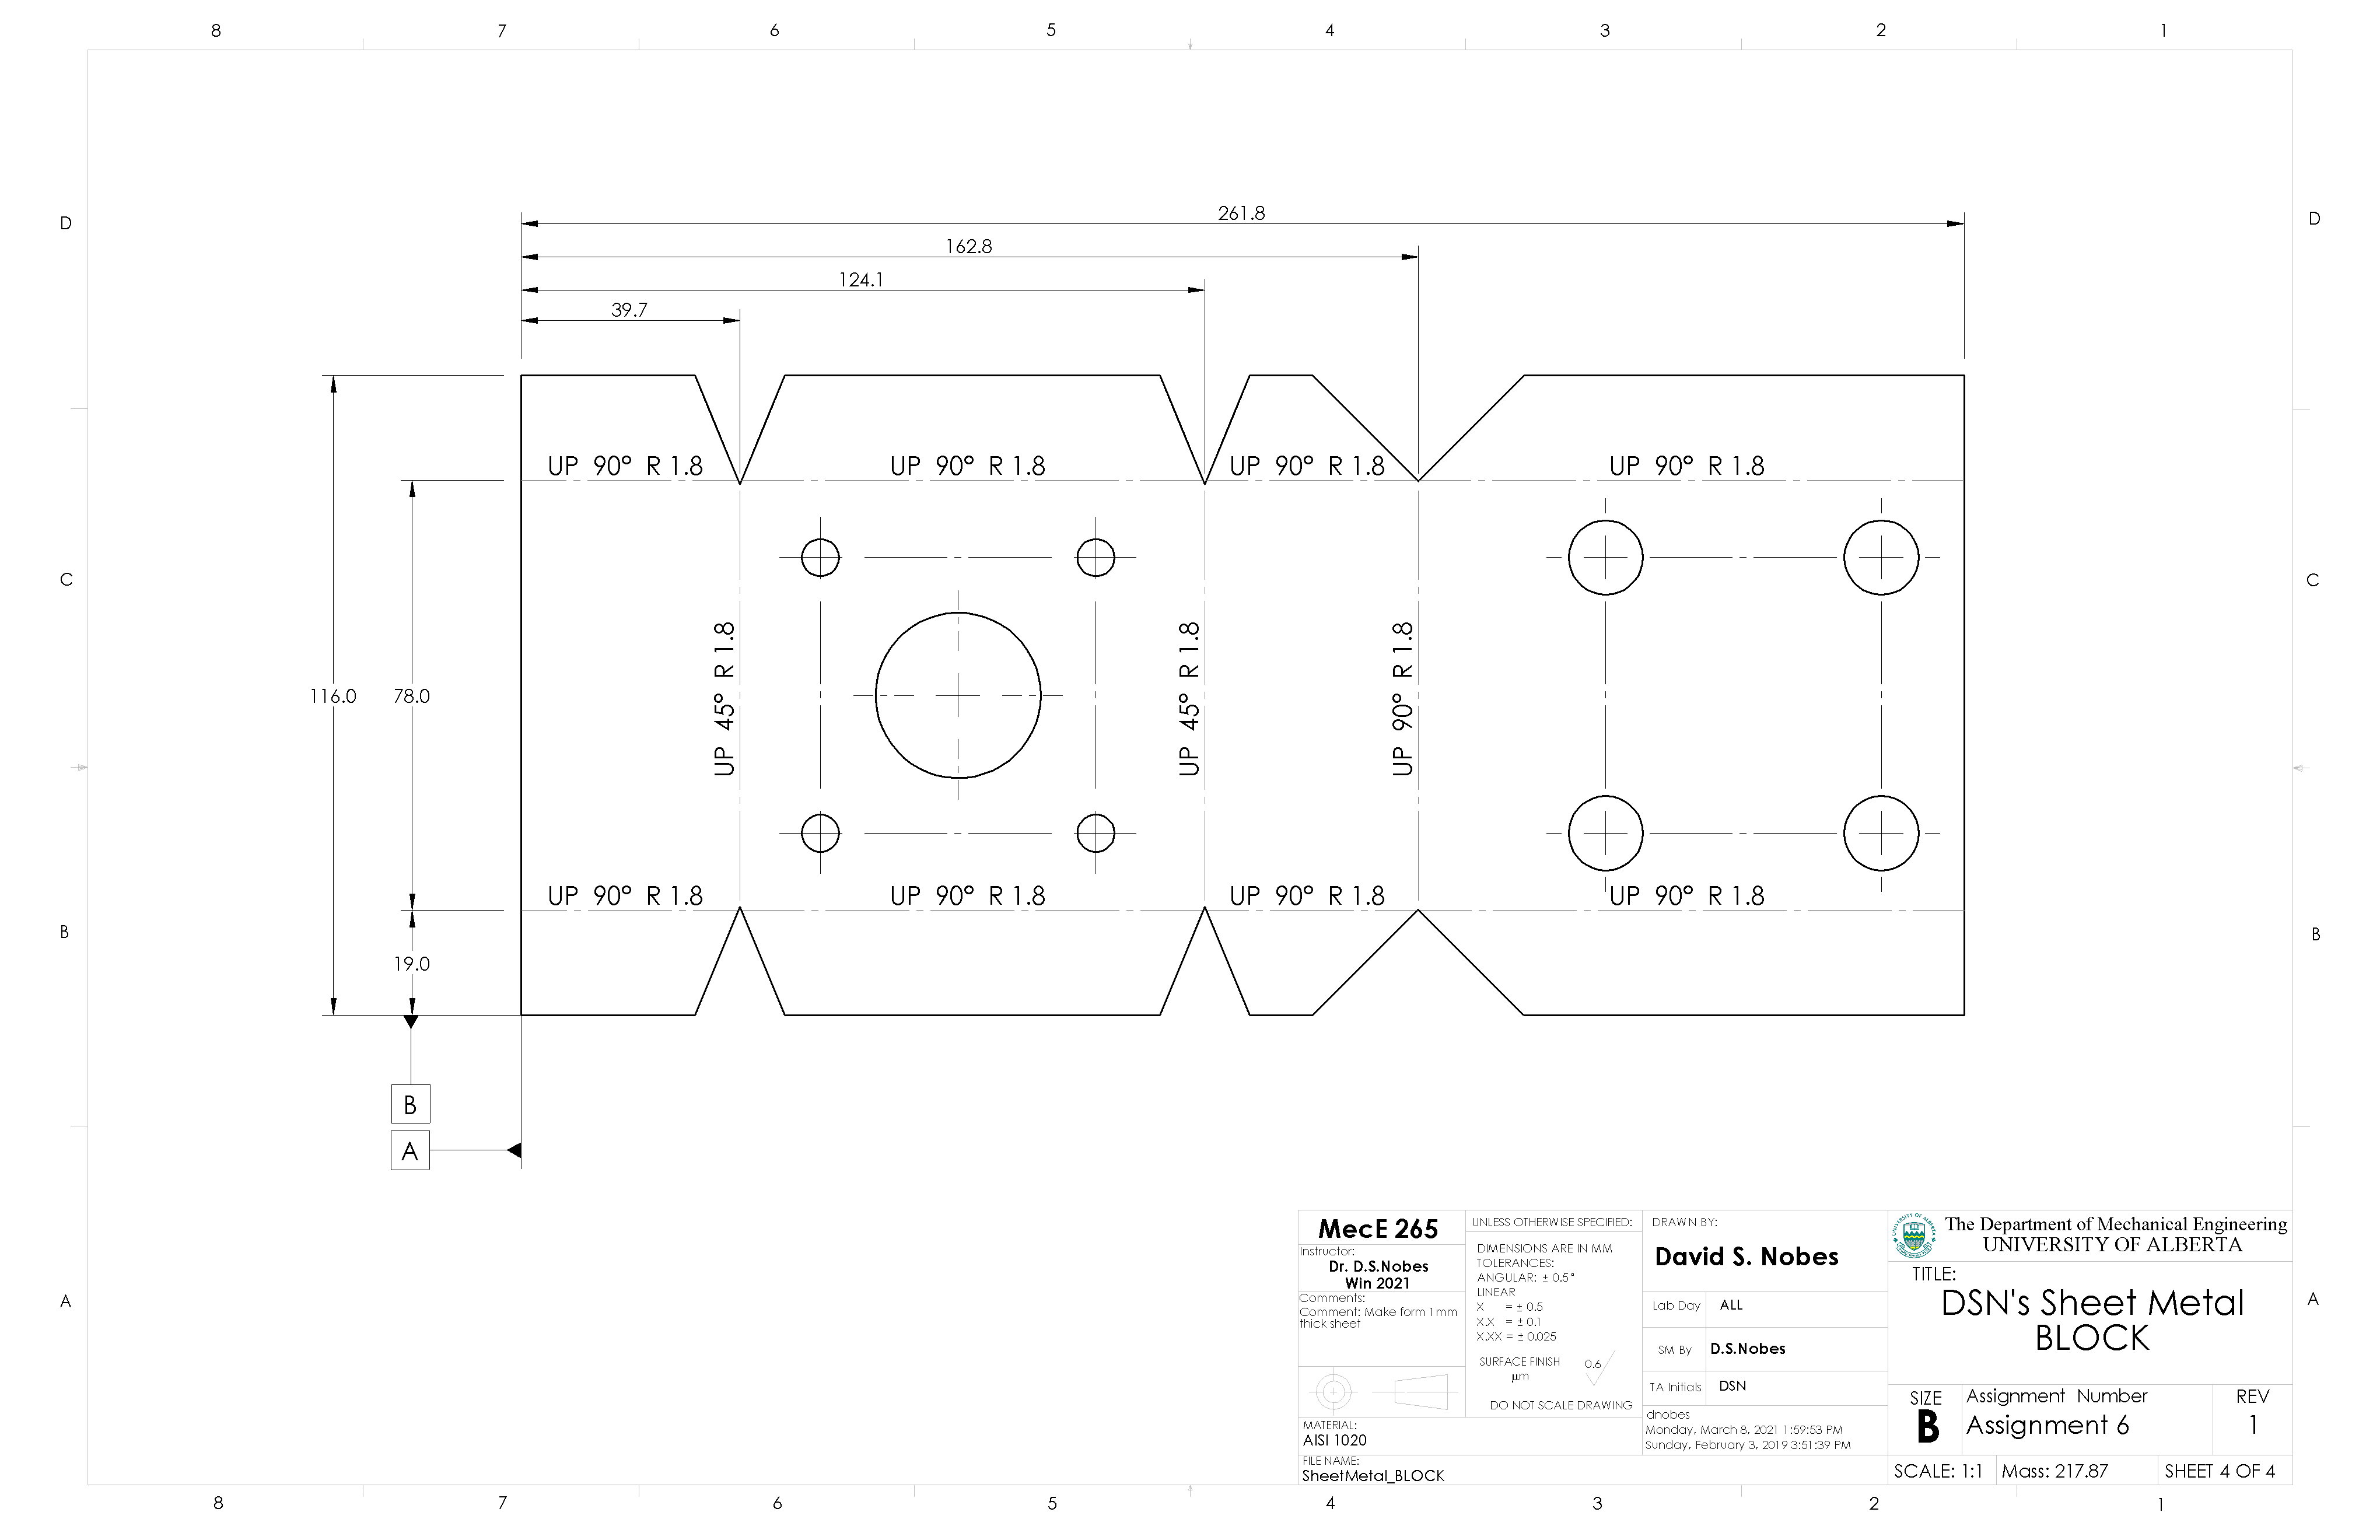 8 7 6 5 4 3 2 1
D D
261.8
162.8
124.1
39.7
UP 90° R 1.8 UP 90° R 1.8 UP 90° R 1.8 UP 90° R 1.8
C C
UP 45° R 1.8
UP 45° R 1.8
UP 90° R 1.8
116.0 78.0
UP 90° R 1.8 UP 90° R 1.8 UP 90° R 1.8 UP 90° R 1.8
B B
19.0
B
A
A A
MecE 265
Instructor:
Dr. D.S.Nobes
Win 2021
Comments:
Comment: Make form 1mm
thick sheet
UNLESS OTHERWISE SPECIFIED:
DIMENSIONS ARE IN MM
TOLERANCES:
ANGULAR: ± 0.5°
LINEAR
X = ± 0.5
X.X = ± 0.1
X.XX = ± 0.025
SURFACE FINISH 0.6
µm
DO NOT SCALE DRAWING
MATERIAL:
AISI 1020
FILE NAME:
SheetMetal_BLOCK
DRAWN BY:
David S. Nobes
Lab Day ALL
SM By D.S.Nobes
TA Initials DSN
dnobes
Monday, March 8, 2021 1:59:53 PM
Sunday, February 3, 2019 3:51:39 PM
The Department of Mechanical Engineering
UNIVERSITY OF ALBERTA
TITLE:
DSN's Sheet Metal
BLOCK
SIZE
B
Assignment Number
Assignment 6
REV
1
SCALE: 1:1 Mass: 217.87 SHEET 4 OF 4
8 7 6 5 4 3 2 1